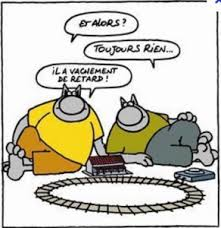 ET ALORS ?
TOUJOURS RIEN...
IL A VACHEMENT
DE RETARD !